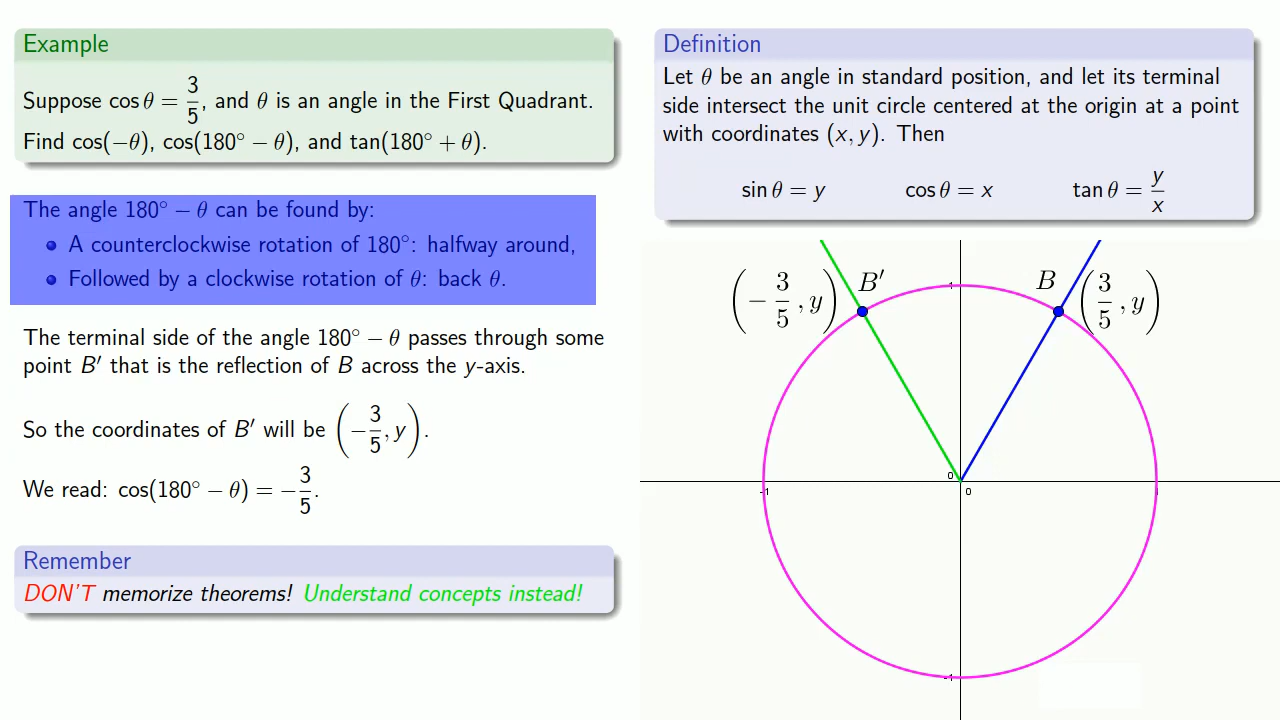 Example
Suppose cos θ = 3/5, and θ is an angle in the First Quadrant.
Find cos(−θ), cos(180° − θ), and tan(180° + θ).
The angle 180° − θ can be found by:
• A counterclockwise rotation of 180°: halfway around,
• Followed by a clockwise rotation of θ: back θ.
The terminal side of the angle 180° − θ passes through some
point B′ that is the reflection of B across the y-axis.
So the coordinates of B′ will be (−3/5, y).
We read: cos(180° − θ) = −3/5.
Remember
DON'T memorize theorems! Understand concepts instead!
Definition
Let θ be an angle in standard position, and let its terminal
side intersect the unit circle centered at the origin at a point
with coordinates (x, y). Then
sin θ = y cos θ = x tan θ = y/x
(−3/5, y) B′ B (3/5, y)
1
0
-1 0 1
-1